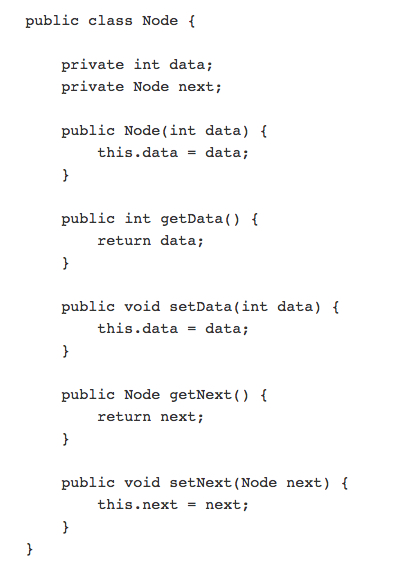 public class Node {
private int data;
private Node next;
public Node(int data) {
this.data = data;
}
public int getData() {
return data;
}
public void setData(int data) {
this.data = data;
}
public Node getNext() {
return next;
}
public void setNext(Node next) {
this.next = next;
}
}